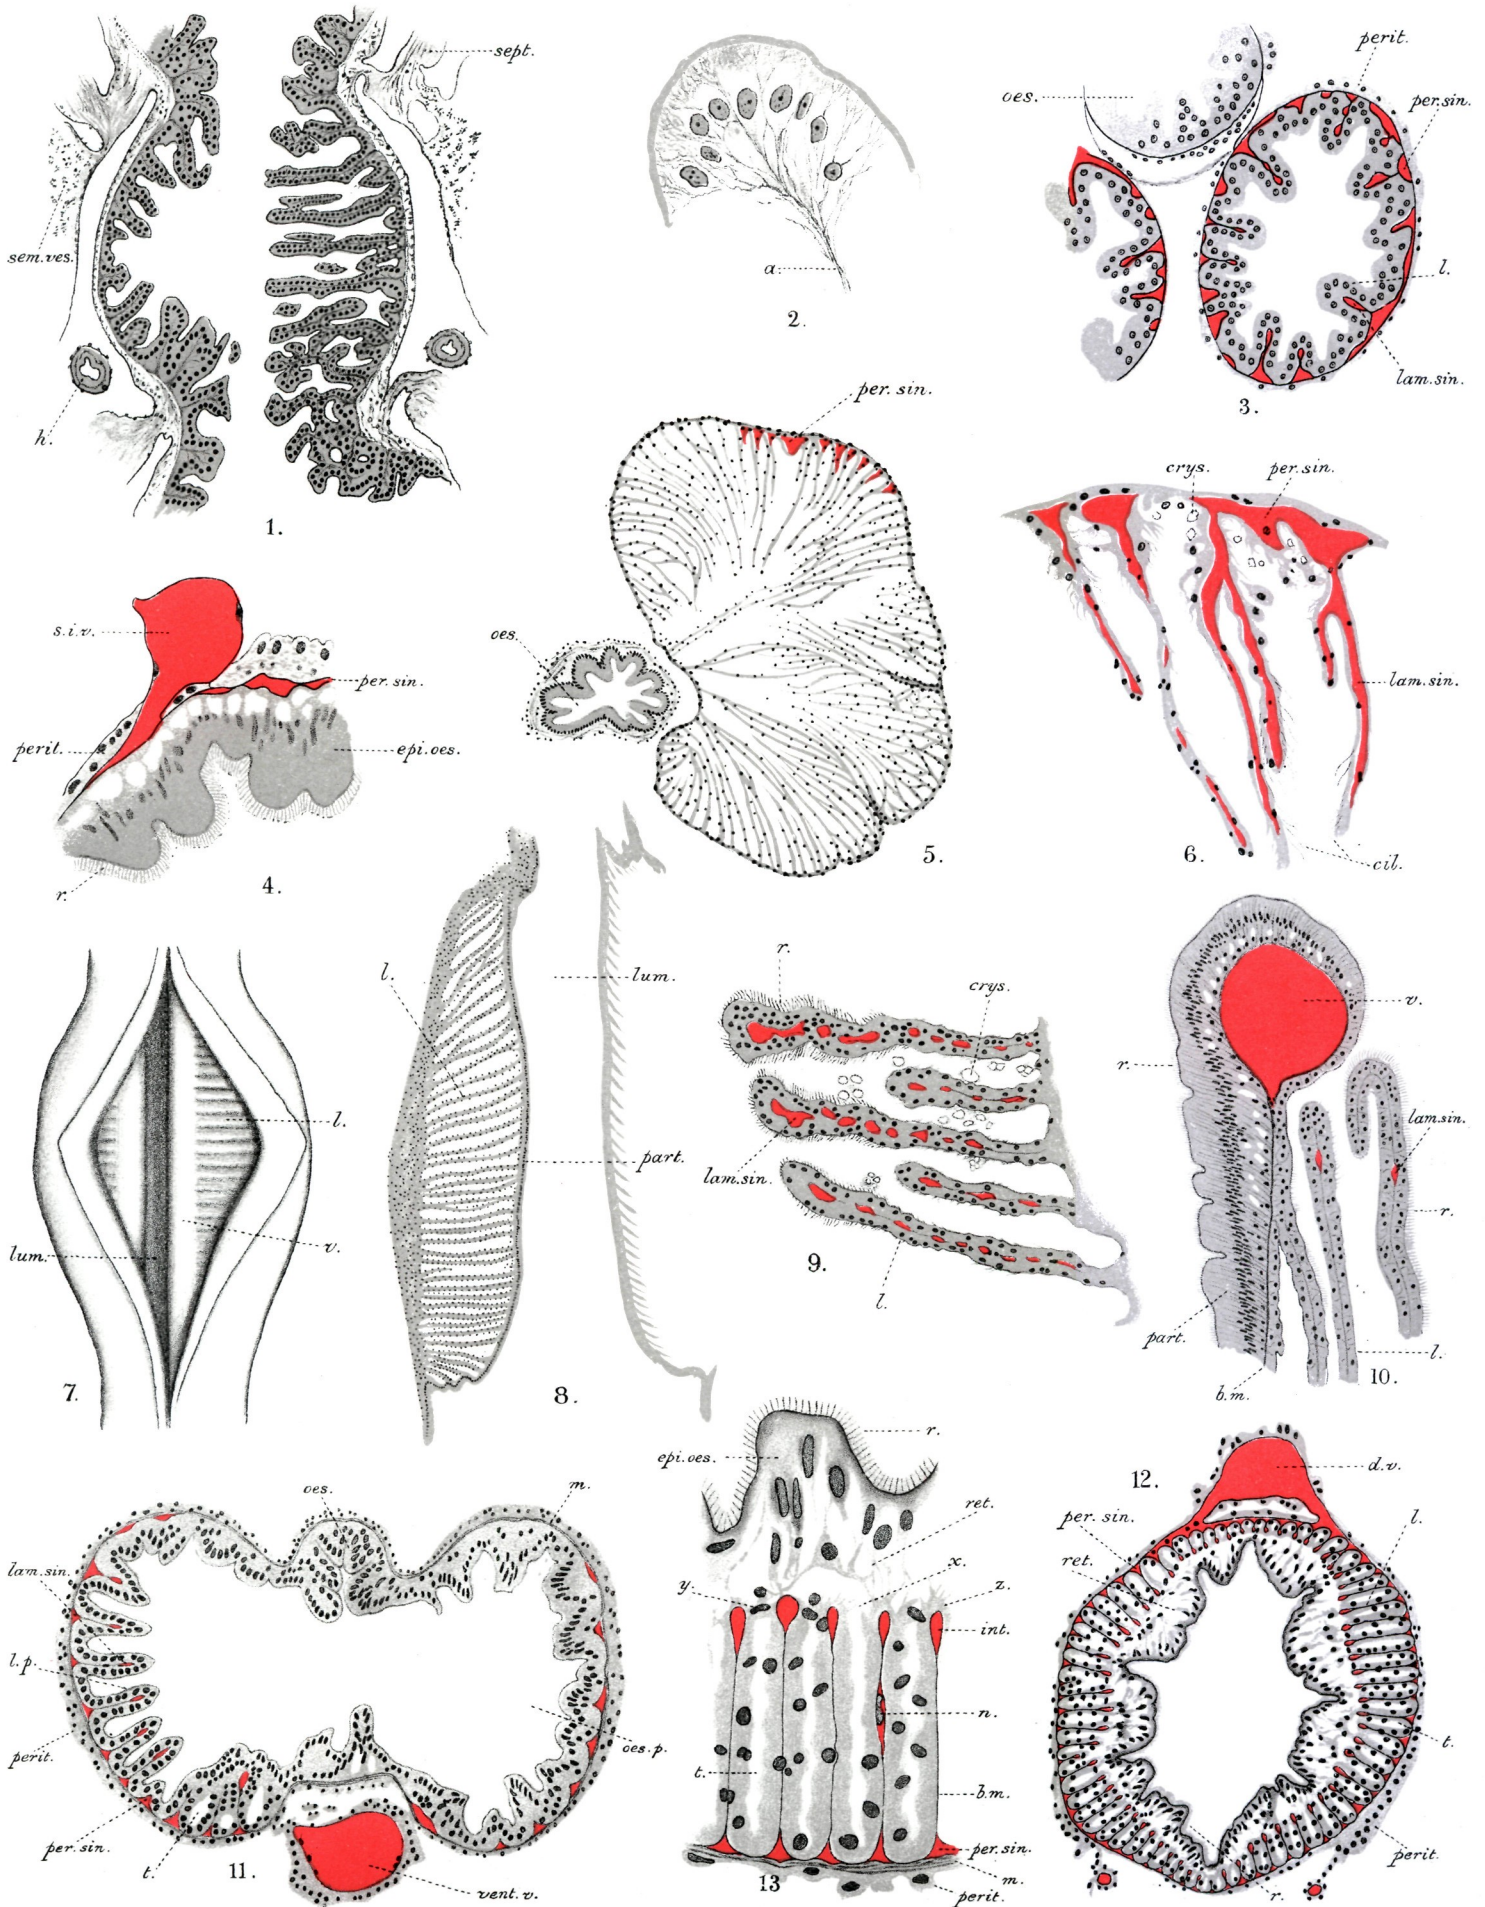 sept.
sem.ves.
h.
1.
a.
2.
oes.
perit.
per.sin.
l.
lam.sin.
3.
s.i.v.
per.sin.
perit.
epi.oes.
r.
4.
per.sin.
oes.
5.
crys.
per.sin.
lam.sin.
cil.
6.
l.
lum.
v.
7.
l.
lum.
part.
8.
r.
crys.
lam.sin.
l.
9.
v.
r.
lam.sin.
r.
part.
l.
b.m.
10.
oes.
m.
lam.sin.
l.p.
perit.
oes.p.
per.sin.
t.
vent.v.
11.
r.
epi.oes.
ret.
x.
y.
z.
int.
n.
t.
b.m.
per.sin.
m.
perit.
13
12.
d.v.
per. sin.
l.
ret.
t.
perit.
r.